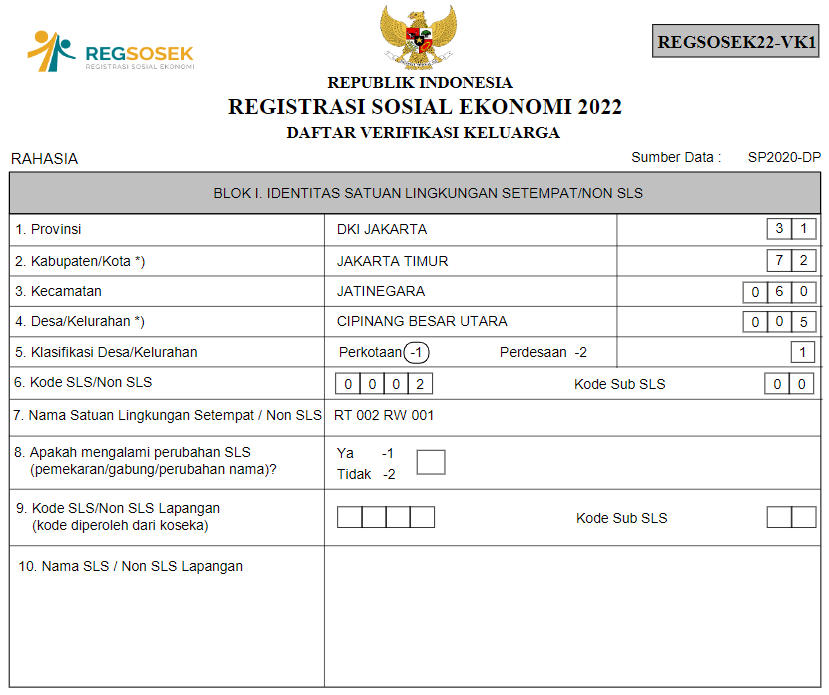 REGSOSEK
REGISTRASI SOSIAL EKONOMI
REGSOSEK22-VK1
REPUBLIK INDONESIA
REGISTRASI SOSIAL EKONOMI 2022
DAFTAR VERIFIKASI KELUARGA
RAHASIA Sumber Data : SP2020-DP
BLOK I. IDENTITAS SATUAN LINGKUNGAN SETEMPAT/NON SLS
1. Provinsi DKI JAKARTA 3 1
2. Kabupaten/Kota *) JAKARTA TIMUR 7 2
3. Kecamatan JATINEGARA 0 6 0
4. Desa/Kelurahan *) CIPINANG BESAR UTARA 0 0 5
5. Klasifikasi Desa/Kelurahan Perkotaan -1 Perdesaan -2 1
6. Kode SLS/Non SLS 0 0 0 2 Kode Sub SLS 0 0
7. Nama Satuan Lingkungan Setempat / Non SLS RT 002 RW 001
8. Apakah mengalami perubahan SLS Ya -1
(pemekaran/gabung/perubahan nama)? Tidak -2
9. Kode SLS/Non SLS Lapangan Kode Sub SLS
(kode diperoleh dari koseka)
10. Nama SLS / Non SLS Lapangan